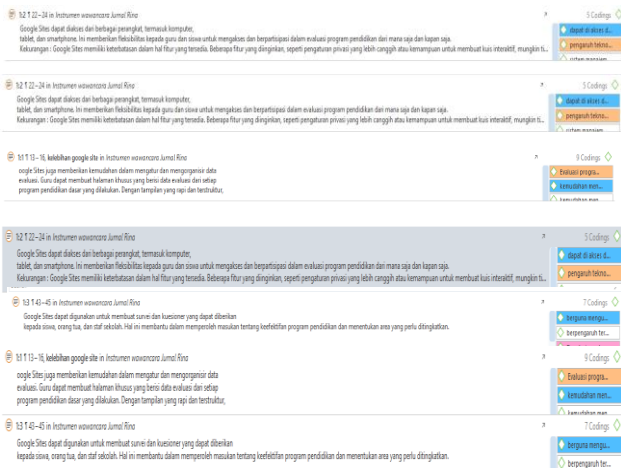 1:2 ¶ 22–24 in Instrumen wawancara Jurnal Rina
5 Codings
Google Sites dapat diakses dari berbagai perangkat, termasuk komputer,
dapat di akses d...
tablet, dan smartphone. Ini memberikan fleksibilitas kepada guru dan siswa untuk mengakses dan berpartisipasi dalam evaluasi program pendidikan dari mana saja dan kapan saja.
Kekurangan : Google Sites memiliki keterbatasan dalam hal fitur yang tersedia. Beberapa fitur yang diinginkan, seperti pengaturan privasi yang lebih canggih atau kemampuan untuk membuat kuis interaktif, mungkin ti...
pengaruh tekno...
sistem manajem
1:2 ¶ 22–24 in Instrumen wawancara Jurnal Rina
5 Codings
Google Sites dapat diakses dari berbagai perangkat, termasuk komputer,
dapat di akses d...
tablet, dan smartphone. Ini memberikan fleksibilitas kepada guru dan siswa untuk mengakses dan berpartisipasi dalam evaluasi program pendidikan dari mana saja dan kapan saja.
Kekurangan : Google Sites memiliki keterbatasan dalam hal fitur yang tersedia. Beberapa fitur yang diinginkan, seperti pengaturan privasi yang lebih canggih atau kemampuan untuk membuat kuis interaktif, mungkin ti...
pengaruh tekno...
sistem manajem
1:1 ¶ 13–16, kelebihan google site in Instrumen wawancara Jurnal Rina
9 Codings
oogle Sites juga memberikan kemudahan dalam mengatur dan mengorganisir data
Evaluasi progra...
evaluasi. Guru dapat membuat halaman khusus yang berisi data evaluasi dari setiap
kemudahan men...
program pendidikan dasar yang dilakukan. Dengan tampilan yang rapi dan terstruktur,
kemudahan men
1:2 ¶ 22–24 in Instrumen wawancara Jurnal Rina
5 Codings
Google Sites dapat diakses dari berbagai perangkat, termasuk komputer,
dapat di akses d...
tablet, dan smartphone. Ini memberikan fleksibilitas kepada guru dan siswa untuk mengakses dan berpartisipasi dalam evaluasi program pendidikan dari mana saja dan kapan saja.
Kekurangan : Google Sites memiliki keterbatasan dalam hal fitur yang tersedia. Beberapa fitur yang diinginkan, seperti pengaturan privasi yang lebih canggih atau kemampuan untuk membuat kuis interaktif, mungkin ti...
pengaruh tekno...
1:3 ¶ 43–45 in Instrumen wawancara Jurnal Rina
7 Codings
Google Sites dapat digunakan untuk membuat survei dan kuesioner yang dapat diberikan
berguna mengu...
kepada siswa, orang tua, dan staf sekolah. Hal ini membantu dalam memperoleh masukan tentang keefektifan program pendidikan dan menentukan area yang perlu ditingkatkan.
berpengaruh ter...
1:1 ¶ 13–16, kelebihan google site in Instrumen wawancara Jurnal Rina
9 Codings
oogle Sites juga memberikan kemudahan dalam mengatur dan mengorganisir data
Evaluasi progra...
evaluasi. Guru dapat membuat halaman khusus yang berisi data evaluasi dari setiap
kemudahan men...
program pendidikan dasar yang dilakukan. Dengan tampilan yang rapi dan terstruktur,
kemudahan men
1:3 ¶ 43–45 in Instrumen wawancara Jurnal Rina
7 Codings
Google Sites dapat digunakan untuk membuat survei dan kuesioner yang dapat diberikan
berguna mengu...
kepada siswa, orang tua, dan staf sekolah. Hal ini membantu dalam memperoleh masukan tentang keefektifan program pendidikan dan menentukan area yang perlu ditingkatkan.
berpengaruh ter...